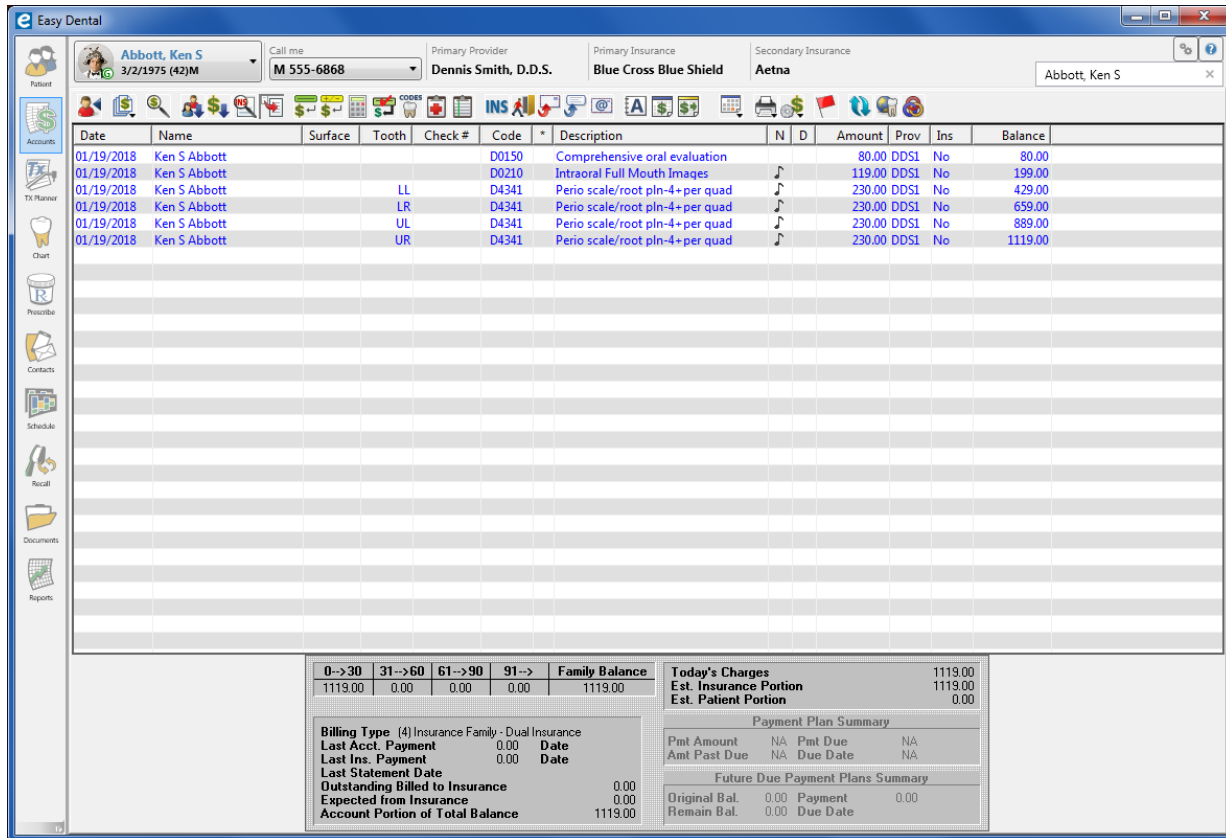 Easy Dental
Abbott, Ken S
3/2/1975 (42)M
G
Call me
M 555-6868
Primary Provider
Dennis Smith, D.D.S.
Primary Insurance
Blue Cross Blue Shield
Secondary Insurance
Aetna
Abbott, Ken S
Patient
Accounts
TX Planner
Chart
Prescribe
Contacts
Schedule
Recall
Documents
Reports
CODES
INS
Date Name Surface Tooth Check # Code * Description N D Amount Prov Ins Balance
01/19/2018 Ken S Abbott D0150 Comprehensive oral evaluation 80.00 DDS1 No 80.00
01/19/2018 Ken S Abbott D0210 Intraoral Full Mouth Images 119.00 DDS1 No 199.00
01/19/2018 Ken S Abbott LL D4341 Perio scale/root pln-4+per quad 230.00 DDS1 No 429.00
01/19/2018 Ken S Abbott LR D4341 Perio scale/root pln-4+per quad 230.00 DDS1 No 659.00
01/19/2018 Ken S Abbott UL D4341 Perio scale/root pln-4+per quad 230.00 DDS1 No 889.00
01/19/2018 Ken S Abbott UR D4341 Perio scale/root pln-4+per quad 230.00 DDS1 No 1119.00
0-->30 31-->60 61-->90 91--> Family Balance
1119.00 0.00 0.00 0.00 1119.00
Billing Type (4) Insurance Family - Dual Insurance
Last Acct. Payment 0.00 Date
Last Ins. Payment 0.00 Date
Last Statement Date
Outstanding Billed to Insurance 0.00
Expected from Insurance 0.00
Account Portion of Total Balance 1119.00
Today's Charges 1119.00
Est. Insurance Portion 1119.00
Est. Patient Portion 0.00
Payment Plan Summary
Pmt Amount NA Pmt Due NA
Amt Past Due NA Due Date NA
Future Due Payment Plans Summary
Original Bal. 0.00 Payment 0.00
Remain Bal. 0.00 Due Date